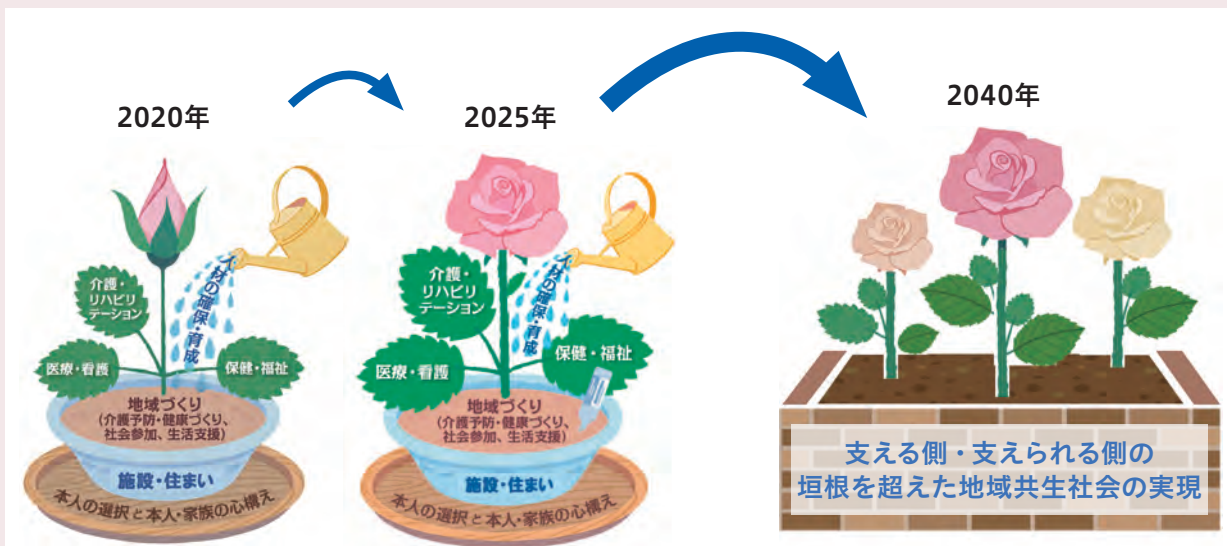 2020年
2025年
2040年
人材の確保・育成
介護・
リハビリ
テーション
医療・看護
保健・福祉
地域づくり
(介護予防・健康づくり、
社会参加、生活支援)
施設・住まい
本人の選択と本人・家族の心構え
人材の確保・育成
介護・
リハビリ
テーション
医療・看護
保健・福祉
地域づくり
(介護予防・健康づくり、
社会参加、生活支援)
施設・住まい
本人の選択と本人・家族の心構え
支える側・支えられる側の
垣根を超えた地域共生社会の実現